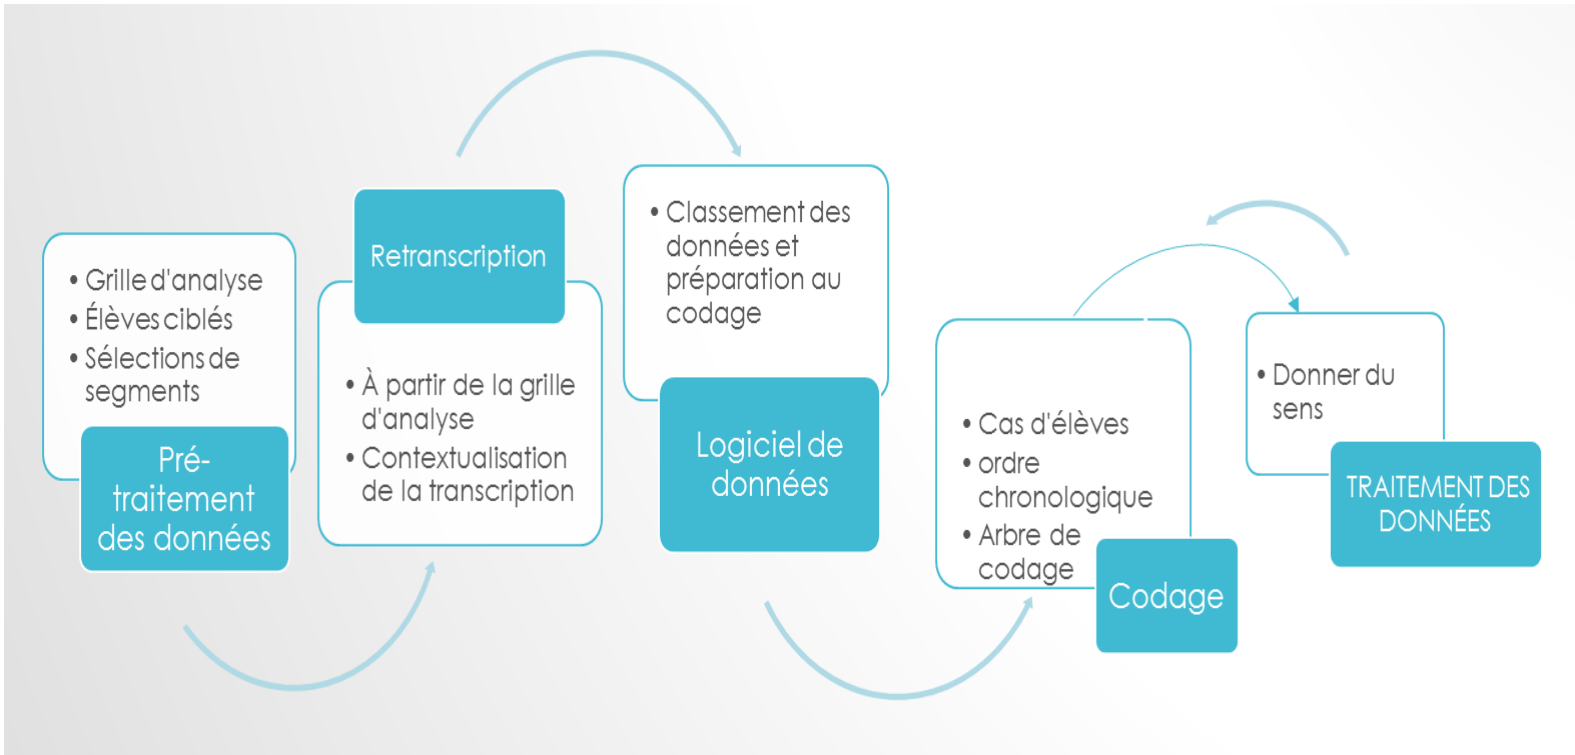 • Grille d'analyse
• Élèves ciblés
• Sélections de
segments
Pré-
traitement
des données
Retranscription
• À partir de la grille
d'analyse
• Contextualisation
de la transcription
• Classement des
données et
préparation au
codage
Logiciel de
données
• Cas d'élèves
• ordre
chronologique
• Arbre de
codage
Codage
• Donner du
sens
TRAITEMENT DES
DONNÉES